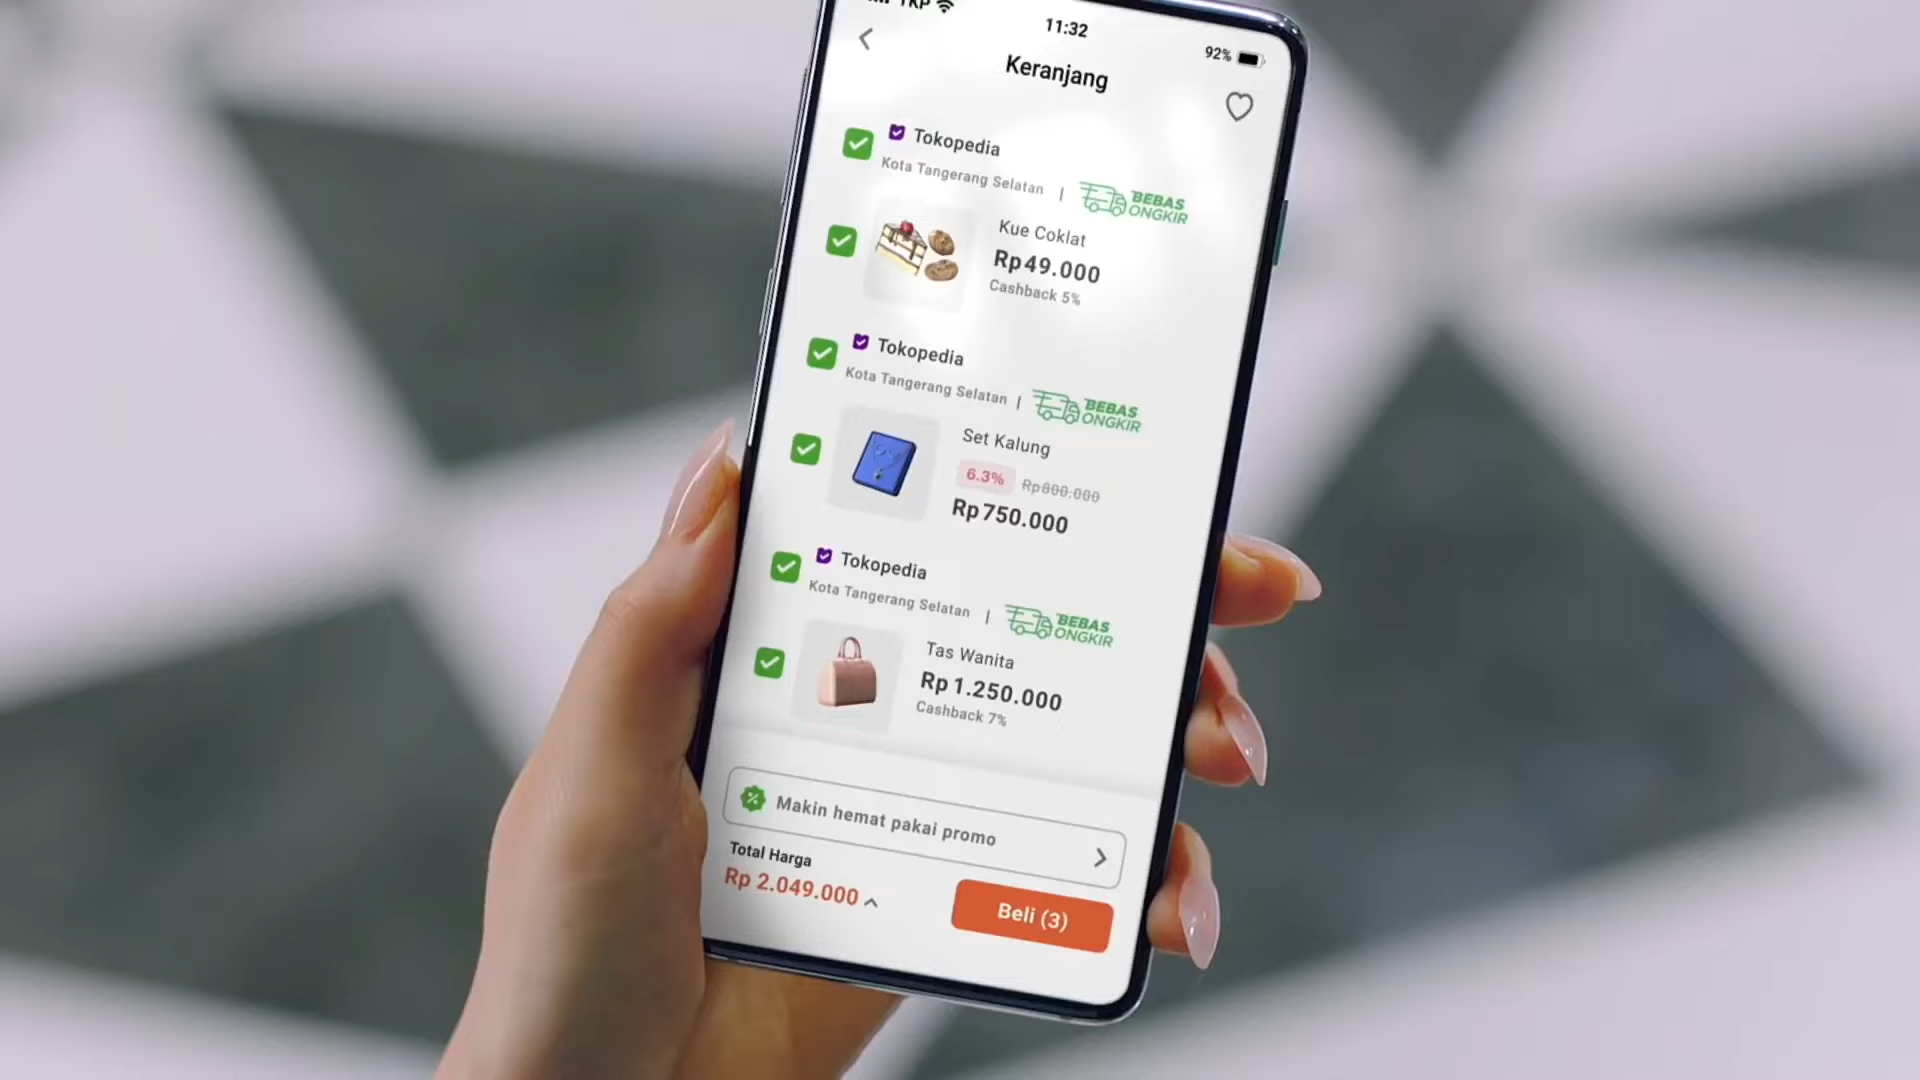 TKP
11:32
92%
Keranjang
Tokopedia
Kota Tangerang Selatan | BEBAS ONGKIR
Kue Coklat
Rp49.000
Cashback 5%
Tokopedia
Kota Tangerang Selatan | BEBAS ONGKIR
Set Kalung
6.3% Rp800.000
Rp750.000
Tokopedia
Kota Tangerang Selatan | BEBAS ONGKIR
Tas Wanita
Rp1.250.000
Cashback 7%
Makin hemat pakai promo
Total Harga
Rp 2.049.000
Beli (3)